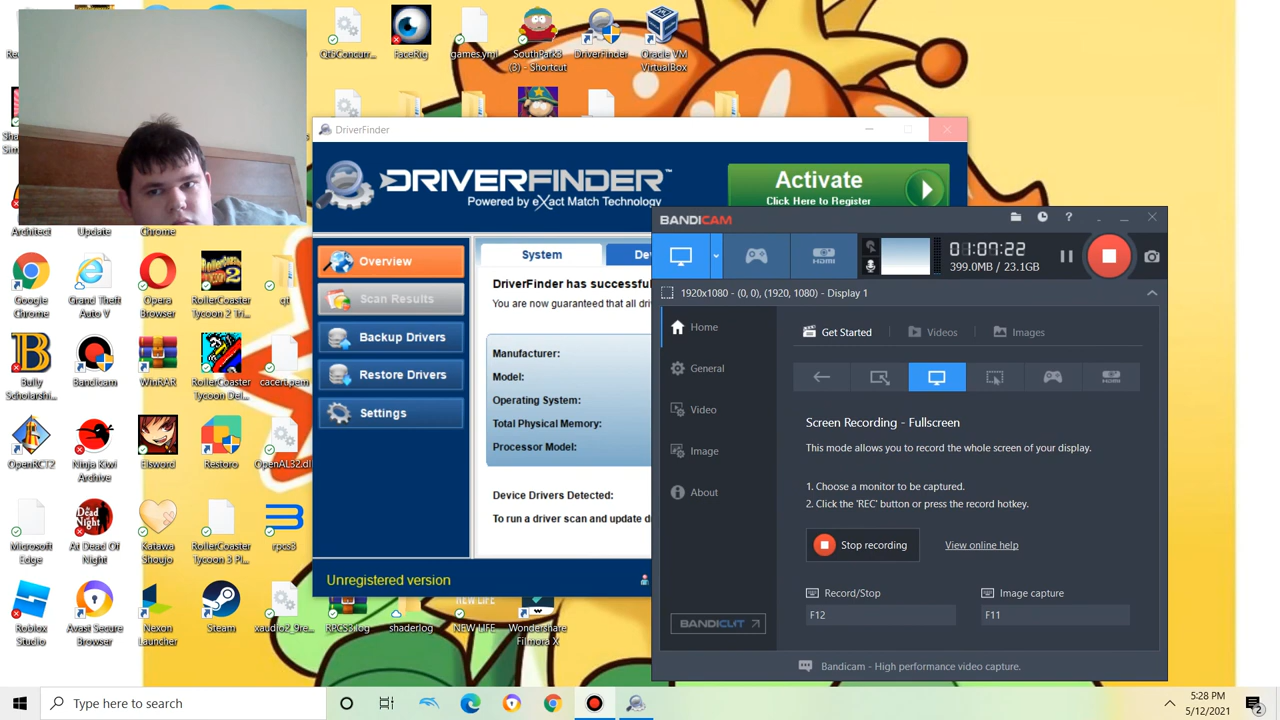 QtBConcurr...
FaceRig
games.yml
SouthPark3
(3) - Shortcut
DriverFinder
Oracle VM
VirtualBox
Architect
Update
Chrome
Google
Chrome
Grand Theft
Auto V
Opera
Browser
RollerCoaster
Tycoon 2 Tri...
qt
Bully
Scholarshi...
Bandicam
WinRAR
RollerCoaster
Tycoon Del...
cacert.pem
OpenRCT2
Ninja Kiwi
Archive
Elsword
Restoro
OpenAL32.dll
Microsoft
Edge
At Dead Of
Night
Katawa
Shoujo
RollerCoaster
Tycoon 3 Pl...
rpcs3
Roblox
Studio
Avast Secure
Browser
Nexon
Launcher
Steam
xaudio2_9re...
RPCS3.log
shaderlog
NEW LIFE
Wondershare
Filmora X
DriverFinder
DRIVERFINDER™
Powered by eXact Match Technology
Activate
Click Here to Register
Overview
Scan Results
Backup Drivers
Restore Drivers
Settings
System
De
DriverFinder has successful
You are now guaranteed that all dri
Manufacturer:
Model:
Operating System:
Total Physical Memory:
Processor Model:
Device Drivers Detected:
To run a driver scan and update d
Unregistered version
BANDICAM
HDMI
01:07:22
399.0MB / 23.1GB
1920x1080 - (0, 0), (1920, 1080) - Display 1
Home
General
Video
Image
About
BANDICUT
Get Started
Videos
Images
HDMI
Screen Recording - Fullscreen
This mode allows you to record the whole screen of your display.
1. Choose a monitor to be captured.
2. Click the 'REC' button or press the record hotkey.
Stop recording
View online help
Record/Stop
F12
Image capture
F11
Bandicam - High performance video capture.
Type here to search
5:28 PM
5/12/2021
2